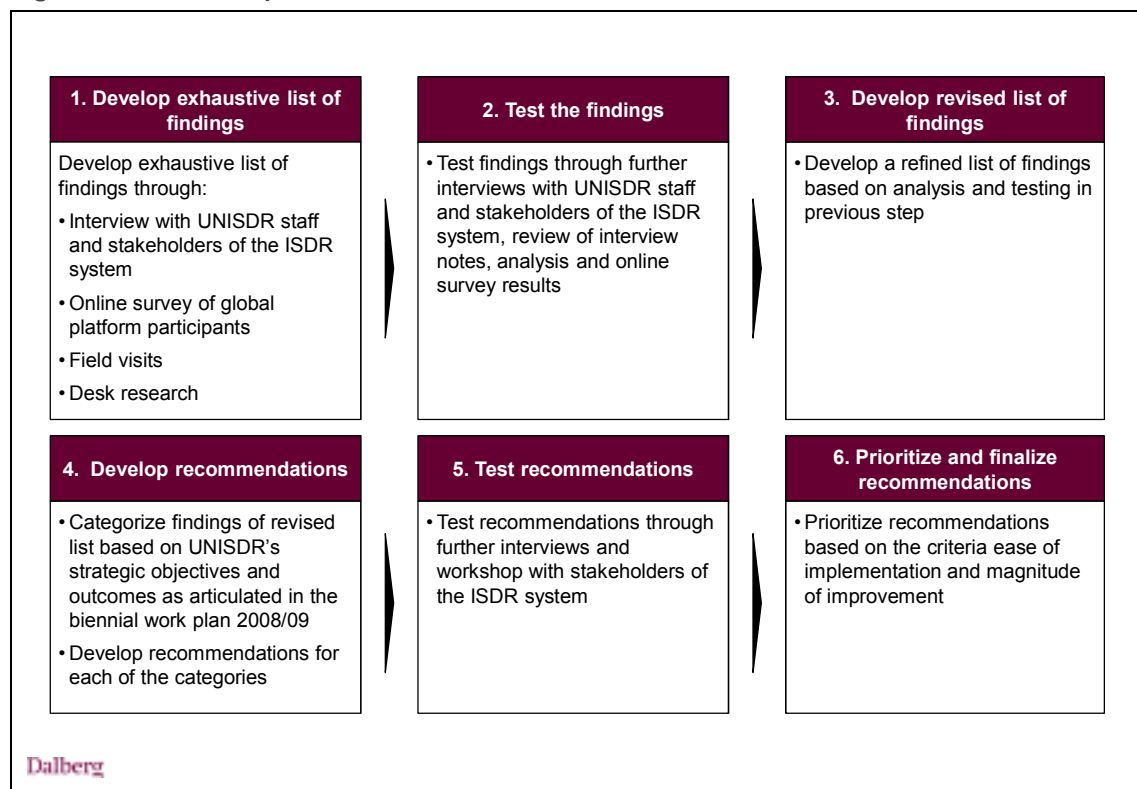 1. Develop exhaustive list of
findings
Develop exhaustive list of
findings through:
• Interview with UNISDR staff
and stakeholders of the ISDR
system
• Online survey of global
platform participants
• Field visits
• Desk research
2. Test the findings
• Test findings through further
interviews with UNISDR staff
and stakeholders of the ISDR
system, review of interview
notes, analysis and online
survey results
3. Develop revised list of
findings
• Develop a refined list of findings
based on analysis and testing in
previous step
4. Develop recommendations
• Categorize findings of revised
list based on UNISDR’s
strategic objectives and
outcomes as articulated in the
biennial work plan 2008/09
• Develop recommendations for
each of the categories
5. Test recommendations
• Test recommendations through
further interviews and
workshop with stakeholders of
the ISDR system
6. Prioritize and finalize
recommendations
• Prioritize recommendations
based on the criteria ease of
implementation and magnitude
of improvement
Dalberg